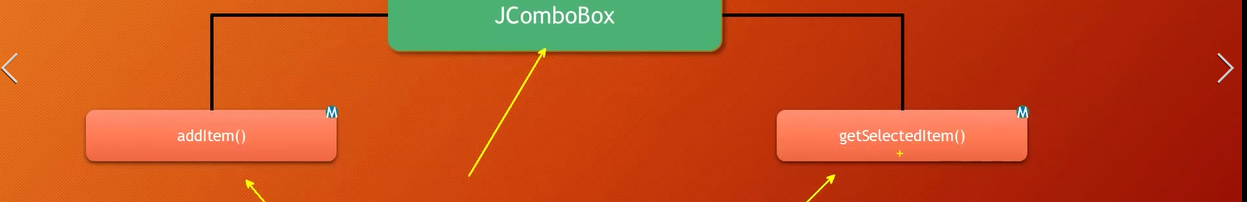 JComboBox
M
addItem()
M
getSelectedItem()